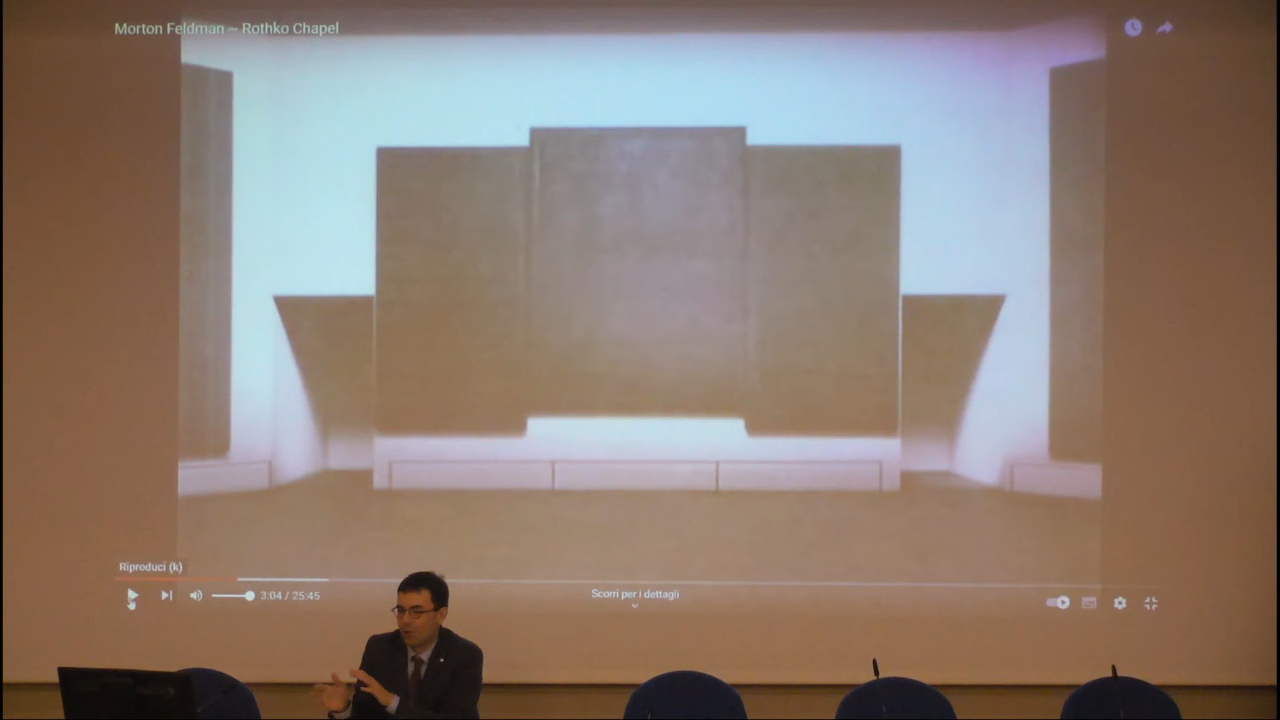 Morton Feldman ~ Rothko Chapel
Riproduci (k)
3:04 / 25:45
Scorri per i dettagli